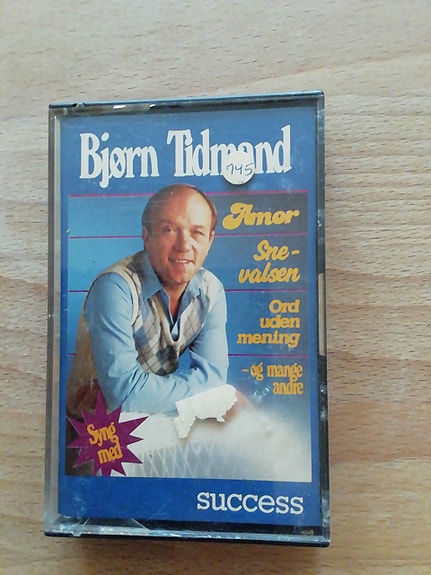 Bjørn Tidmand
745
Amor
Sne-
valsen
Ord
uden
mening
- og mange
andre
Syng
med
success